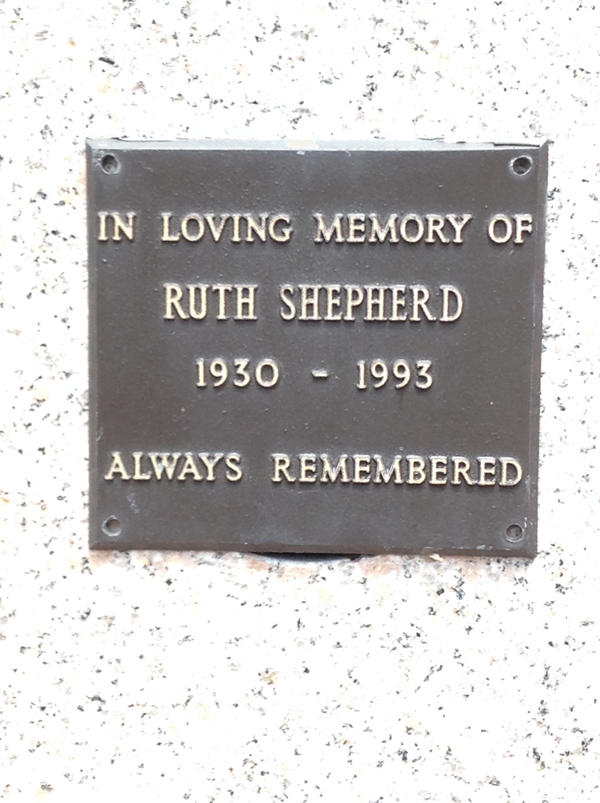 IN LOVING MEMORY OF
RUTH SHEPHERD
1930 - 1993
ALWAYS REMEMBERED